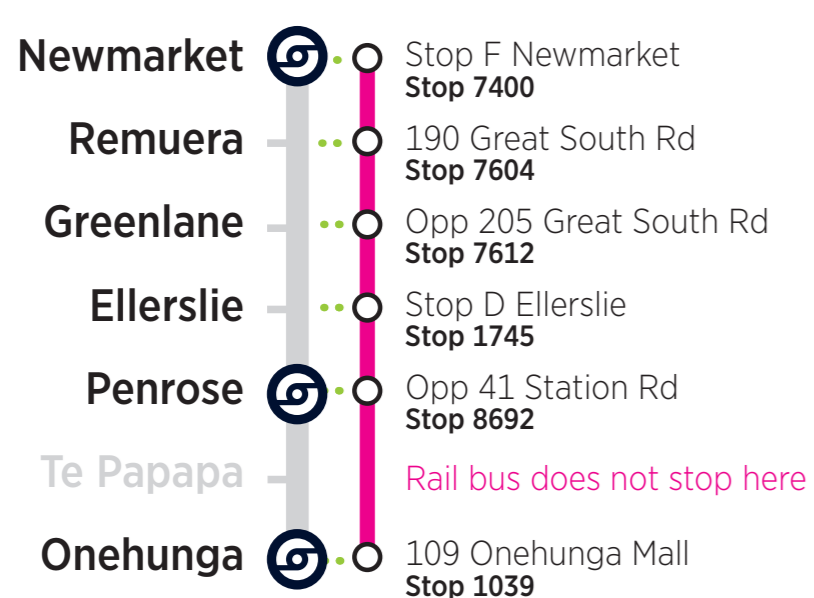 Newmarket
Stop F Newmarket
Stop 7400
Remuera
190 Great South Rd
Stop 7604
Greenlane
Opp 205 Great South Rd
Stop 7612
Ellerslie
Stop D Ellerslie
Stop 1745
Penrose
Opp 41 Station Rd
Stop 8692
Te Papapa
Rail bus does not stop here
Onehunga
109 Onehunga Mall
Stop 1039